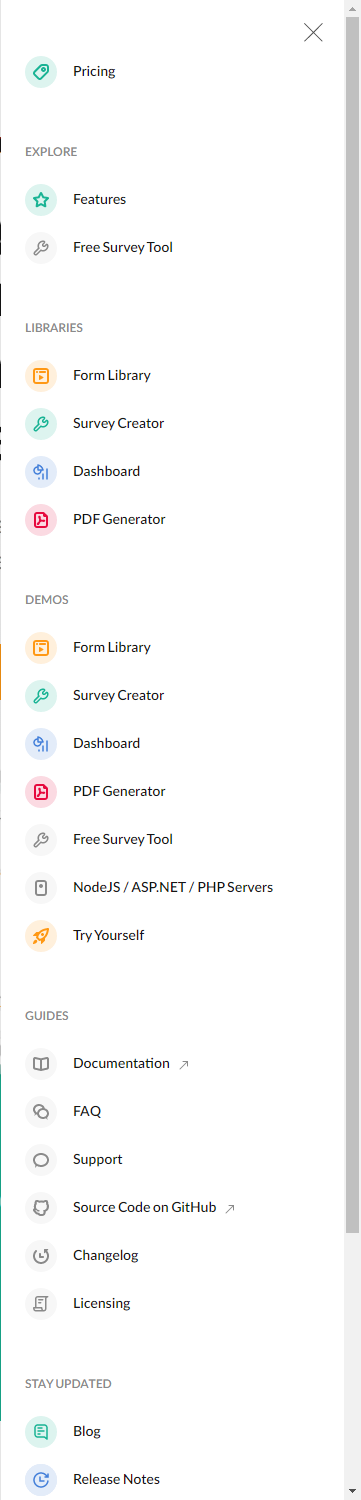 Pricing
EXPLORE
Features
Free Survey Tool
LIBRARIES
Form Library
Survey Creator
Dashboard
PDF Generator
DEMOS
Form Library
Survey Creator
Dashboard
PDF Generator
Free Survey Tool
NodeJS / ASP.NET / PHP Servers
Try Yourself
GUIDES
Documentation ↗
FAQ
Support
Source Code on GitHub ↗
Changelog
Licensing
STAY UPDATED
Blog
Release Notes